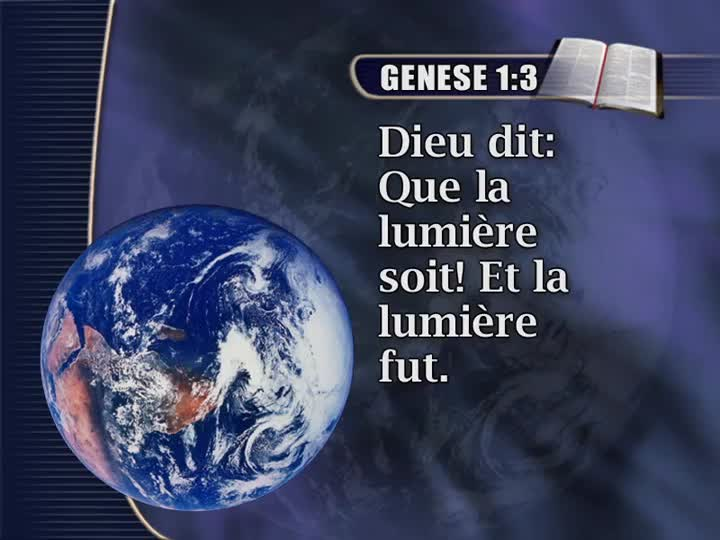 GENESE 1:3
Dieu dit:
Que la
lumière
soit! Et la
lumière
fut.